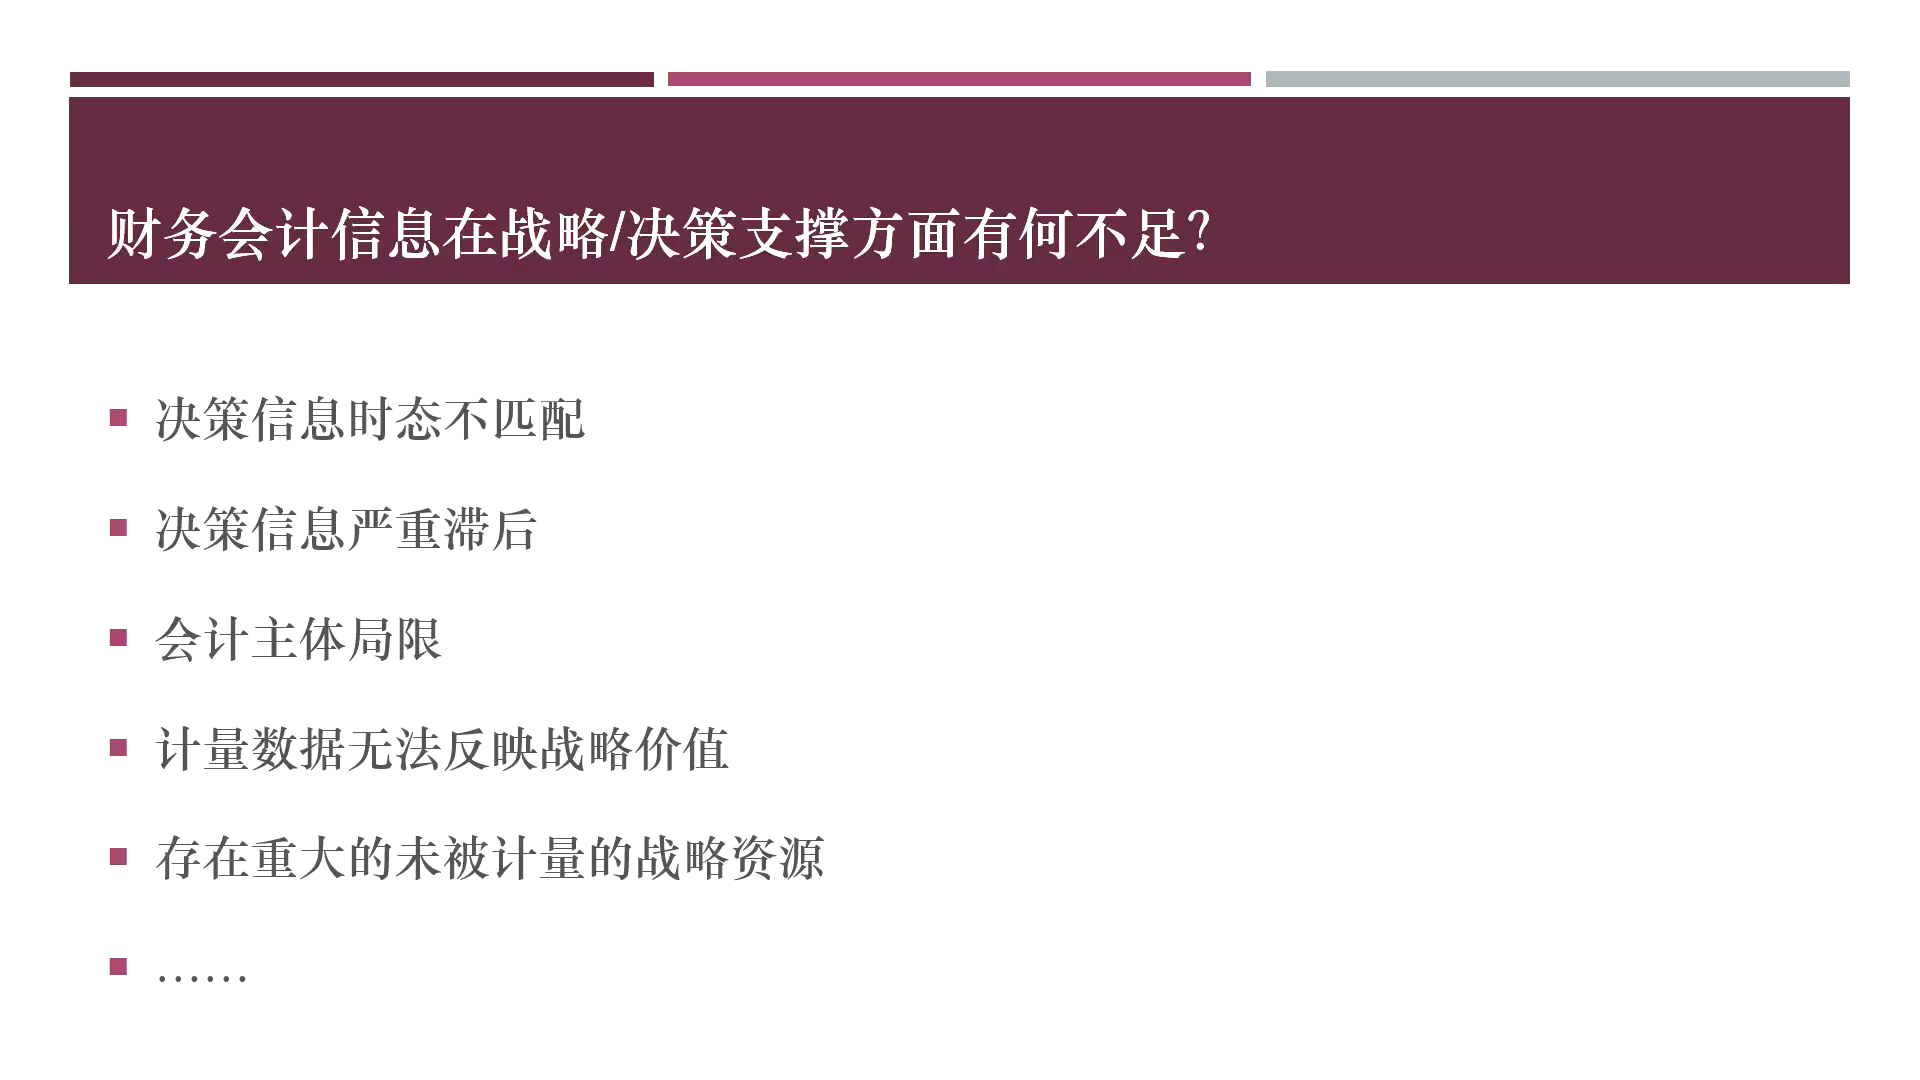 财务会计信息在战略/决策支撑方面有何不足？
决策信息时态不匹配
决策信息严重滞后
会计主体局限
计量数据无法反映战略价值
存在重大的未被计量的战略资源
……